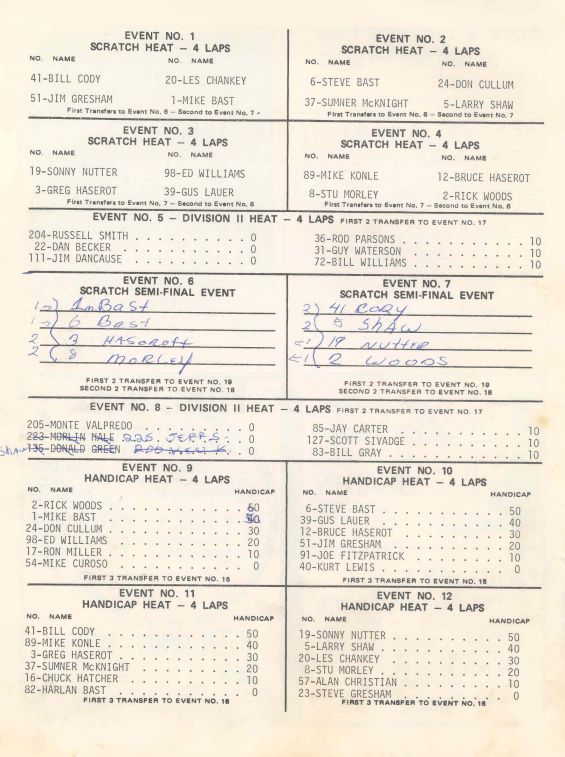 EVENT NO. 1
SCRATCH HEAT — 4 LAPS
NO. NAME NO. NAME
41-BILL CODY 20-LES CHANKEY
51-JIM GRESHAM 1-MIKE BAST
First Transfers to Event No. 6 — Second to Event No. 7
EVENT NO. 2
SCRATCH HEAT — 4 LAPS
NO. NAME NO. NAME
6-STEVE BAST 24-DON CULLUM
37-SUMNER McKNIGHT 5-LARRY SHAW
First Transfers to Event No. 6 — Second to Event No. 7
EVENT NO. 3
SCRATCH HEAT — 4 LAPS
NO. NAME NO. NAME
19-SONNY NUTTER 98-ED WILLIAMS
3-GREG HASEROT 39-GUS LAUER
First Transfers to Event No. 7 — Second to Event No. 6
EVENT NO. 4
SCRATCH HEAT — 4 LAPS
NO. NAME NO. NAME
89-MIKE KONLE 12-BRUCE HASEROT
8-STU MORLEY 2-RICK WOODS
First Transfers to Event No. 7 — Second to Event No. 6
EVENT NO. 5 — DIVISION II HEAT — 4 LAPS FIRST 2 TRANSFER TO EVENT NO. 17
204-RUSSELL SMITH . . . . . . . . . . 0
22-DAN BECKER . . . . . . . . . . 0
111-JIM DANCAUSE . . . . . . . . . . 0
36-ROD PARSONS . . . . . . . . . . 10
31-GUY WATERSON . . . . . . . . . . 10
72-BILL WILLIAMS . . . . . . . . . . 10
EVENT NO. 6
SCRATCH SEMI-FINAL EVENT
1 m Bast
6 Bast
2 3 HASEROTT
2 8 MORLEY
FIRST 2 TRANSFER TO EVENT NO. 19
SECOND 2 TRANSFER TO EVENT NO. 18
EVENT NO. 7
SCRATCH SEMI-FINAL EVENT
2) 41 CODY
2 5 SHAW
1) 19 NUTTER
1 2 WOODS
FIRST 2 TRANSFER TO EVENT NO. 19
SECOND 2 TRANSFER TO EVENT NO. 18
EVENT NO. 8 — DIVISION II HEAT — 4 LAPS FIRST 2 TRANSFER TO EVENT NO. 17
205-MONTE VALPREDO . . . . . . . . . . 0
223-MURLIN HALE 225 JEFFS . . 0
SHAW 135-DONALD GREEN . . 0
85-JAY CARTER . . . . . . . . . . 10
127-SCOTT SIVADGE . . . . . . . . . . 10
83-BILL GRAY . . . . . . . . . . 10
EVENT NO. 9
HANDICAP HEAT — 4 LAPS
NO. NAME HANDICAP
2-RICK WOODS . . . . . . . . . . 50
1-MIKE BAST . . . . . . . . . .
24-DON CULLUM . . . . . . . . . . 30
98-ED WILLIAMS . . . . . . . . . . 20
17-RON MILLER . . . . . . . . . . 10
54-MIKE CUROSO . . . . . . . . . . 0
FIRST 3 TRANSFER TO EVENT NO. 15
EVENT NO. 10
HANDICAP HEAT — 4 LAPS
NO. NAME HANDICAP
6-STEVE BAST . . . . . . . . . . 50
39-GUS LAUER . . . . . . . . . . 40
12-BRUCE HASEROT . . . . . . . . . . 30
51-JIM GRESHAM . . . . . . . . . . 20
91-JOE FITZPATRICK . . . . . . . . . . 10
40-KURT LEWIS . . . . . . . . . . 0
FIRST 3 TRANSFER TO EVENT NO. 15
EVENT NO. 11
HANDICAP HEAT — 4 LAPS
NO. NAME HANDICAP
41-BILL CODY . . . . . . . . . . 50
89-MIKE KONLE . . . . . . . . . . 40
3-GREG HASEROT . . . . . . . . . . 30
37-SUMNER McKNIGHT . . . . . . . . . . 20
16-CHUCK HATCHER . . . . . . . . . . 10
82-HARLAN BAST . . . . . . . . . . 0
FIRST 3 TRANSFER TO EVENT NO. 16
EVENT NO. 12
HANDICAP HEAT — 4 LAPS
NO. NAME HANDICAP
19-SONNY NUTTER . . . . . . . . . . 50
5-LARRY SHAW . . . . . . . . . . 40
20-LES CHANKEY . . . . . . . . . . 30
8-STU MORLEY . . . . . . . . . . 20
57-ALAN CHRISTIAN . . . . . . . . . . 10
23-STEVE GRESHAM . . . . . . . . . . 0
FIRST 3 TRANSFER TO EVENT NO. 16